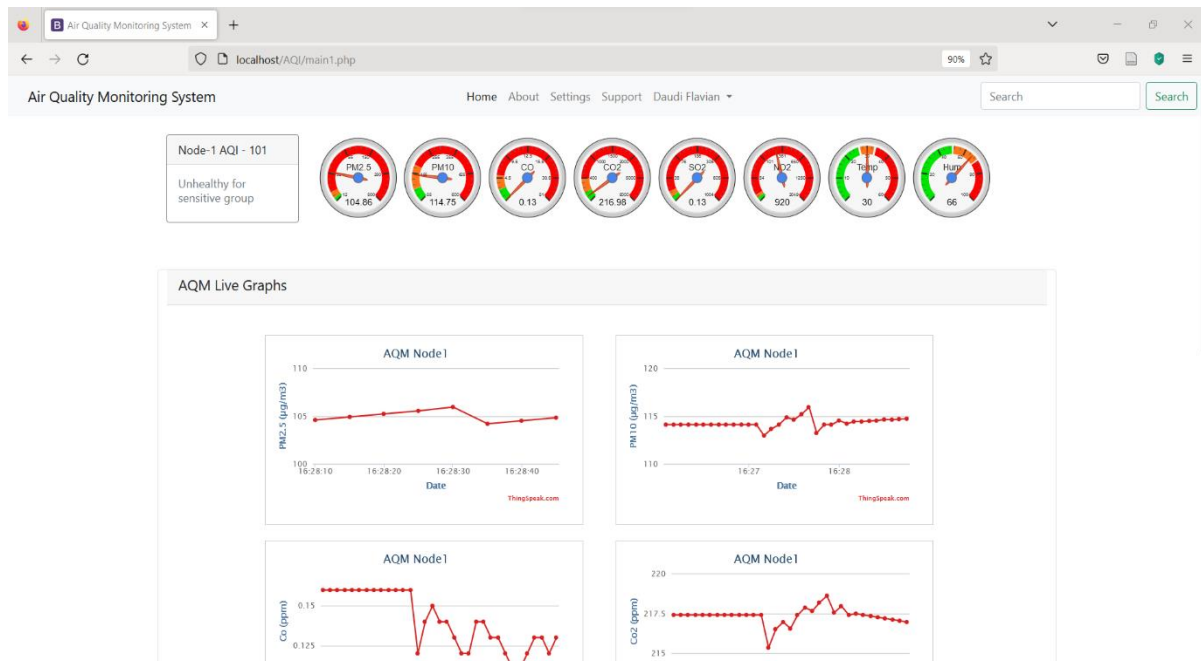 Air Quality Monitoring System
localhost/AQI/main1.php
90%
Air Quality Monitoring System
Home About Settings Support Daudi Flavian
Search
Search
Node-1 AQI - 101
Unhealthy for
sensitive group
PM2.5
104.86
PM10
114.75
CO
0.13
CO2
216.98
SO2
0.13
NO2
920
Temp
30
Hum
66
AQM Live Graphs
AQM Node1
110
105
100
PM2.5 (µg/m3)
16:28:10 16:28:20 16:28:30 16:28:40
Date
ThingSpeak.com
AQM Node1
120
115
110
PM10 (µg/m3)
16:27 16:28
Date
ThingSpeak.com
AQM Node1
0.15
0.125
Co (ppm)
AQM Node1
220
217.5
215
Co2 (ppm)